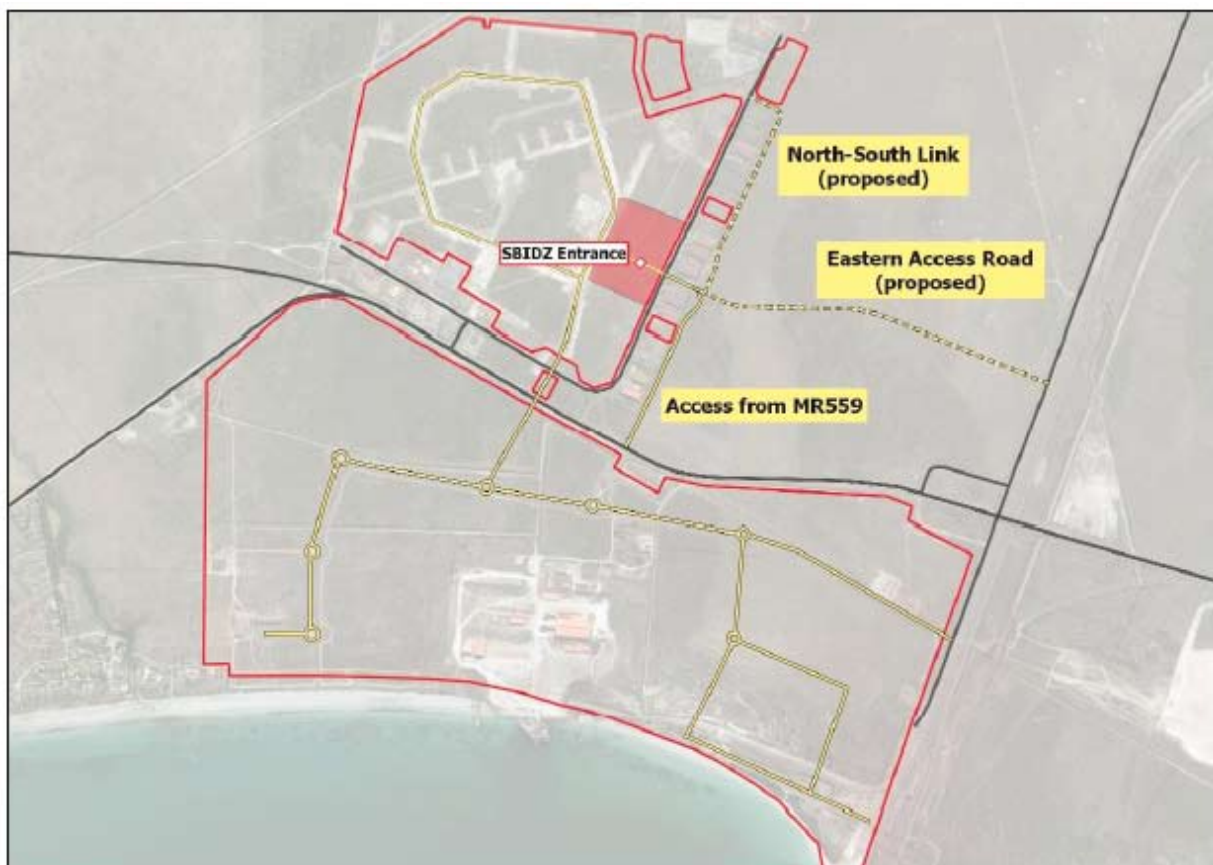 North-South Link
(proposed)
SBIDZ Entrance
Eastern Access Road
(proposed)
Access from MR559